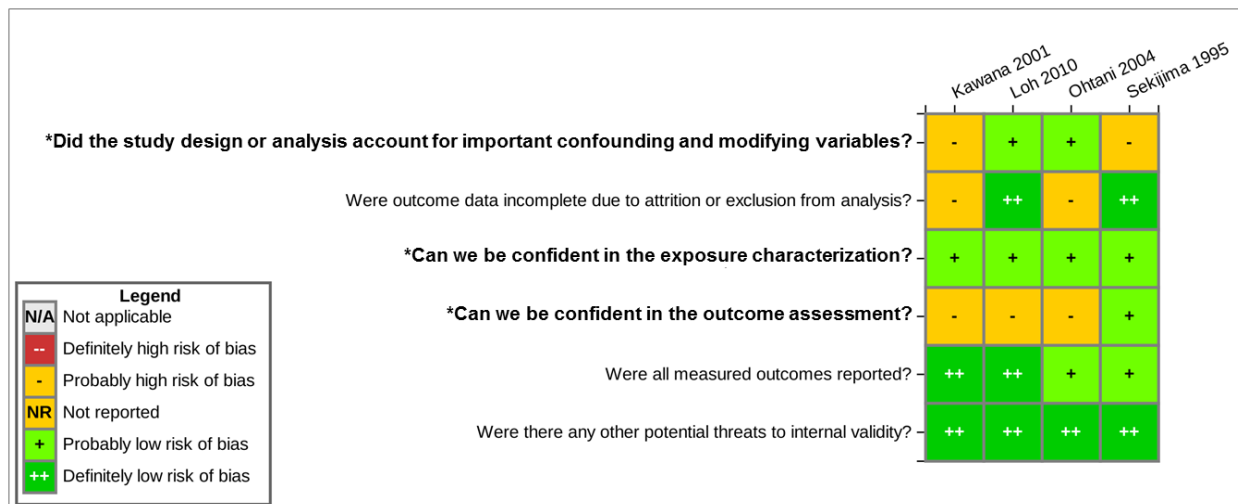 Kawana 2001 Loh 2010 Ohtani 2004 Sekijima 1995
*Did the study design or analysis account for important confounding and modifying variables? - + + -
Were outcome data incomplete due to attrition or exclusion from analysis? - ++ - ++
*Can we be confident in the exposure characterization? + + + +
*Can we be confident in the outcome assessment? - - - +
Were all measured outcomes reported? ++ ++ + +
Were there any other potential threats to internal validity? ++ ++ ++ ++
Legend
N/A Not applicable
-- Definitely high risk of bias
- Probably high risk of bias
NR Not reported
+ Probably low risk of bias
++ Definitely low risk of bias